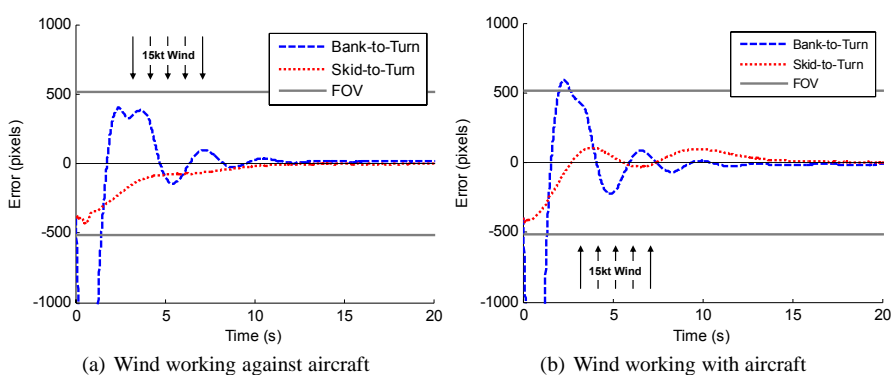 1000
500
0
-500
-1000
Error (pixels)
15kt Wind
Bank-to-Turn
Skid-to-Turn
FOV
0
5
10
15
20
Time (s)
(a) Wind working against aircraft
1000
500
0
-500
-1000
Error (pixels)
Bank-to-Turn
Skid-to-Turn
FOV
15kt Wind
0
5
10
15
20
Time (s)
(b) Wind working with aircraft